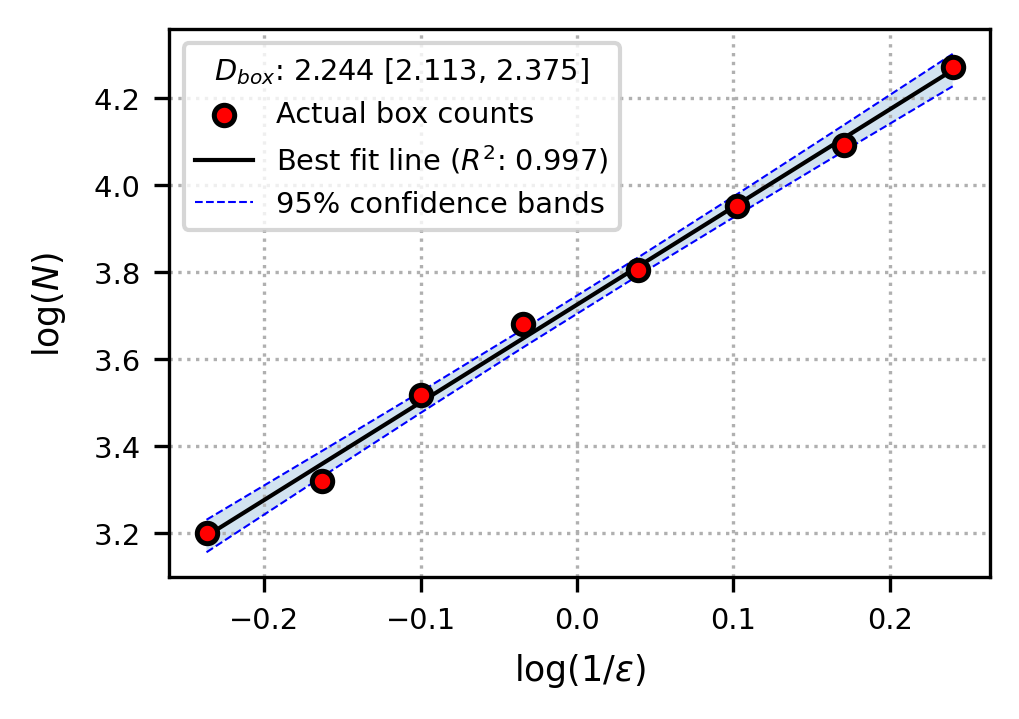 D_box: 2.244 [2.113, 2.375]
Actual box counts
Best fit line (R²: 0.997)
95% confidence bands
4.2
4.0
3.8
3.6
3.4
3.2
log(N)
−0.2
−0.1
0.0
0.1
0.2
log(1/ε)